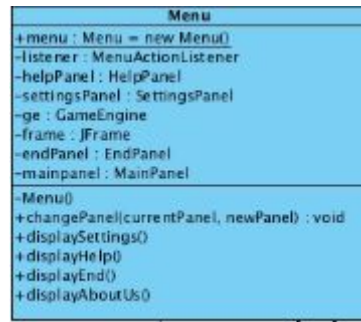 Menu
+menu : Menu = new Menu()
-listener : MenuActionListener
-helpPanel : HelpPanel
-settingsPanel : SettingsPanel
-ge : GameEngine
-frame : JFrame
-endPanel : EndPanel
-mainpanel : MainPanel
-Menu()
+changePanel(currentPanel, newPanel) : void
+displaySettings()
+displayHelp()
+displayEnd()
+displayAboutUs()